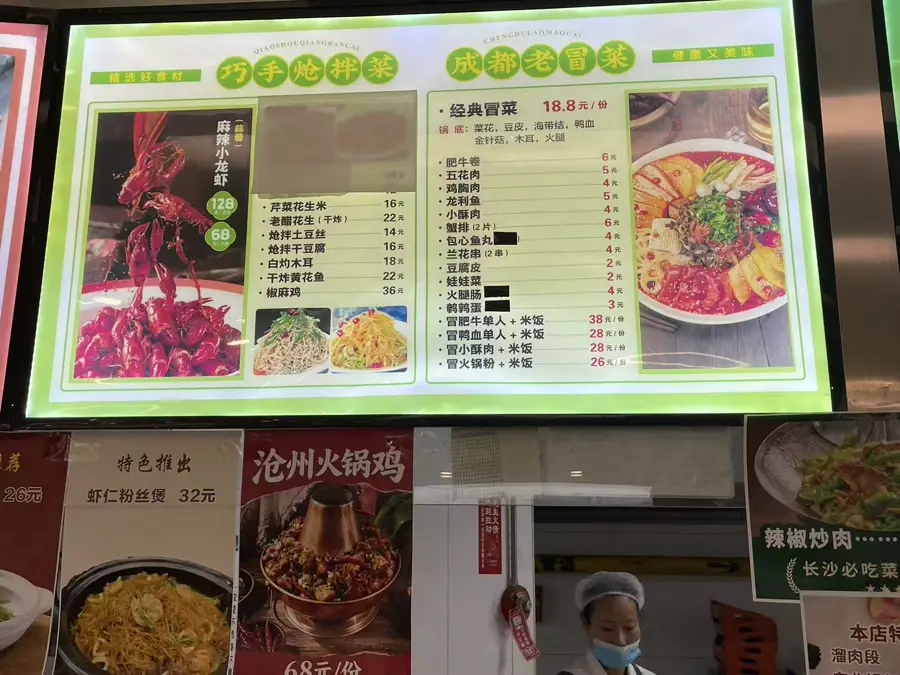 QIAOSHOUQIANGBANCAI
精选好食材
巧手炝拌菜
(蒜蓉)
麻辣小龙虾
128
68
芹菜花生米 16元
老醋花生(干炸) 22元
炝拌土豆丝 14元
炝拌干豆腐 16元
白灼木耳 18元
干炸黄花鱼 22元
椒麻鸡 36元
CHENGDULAOMAOCAI
成都老冒菜
健康又美味
·经典冒菜 18.8元/份
锅底:菜花,豆皮,海带结,鸭血
金针菇,木耳,火腿
肥牛卷 6元
五花肉 5元
鸡胸肉 4元
龙利鱼 5元
小酥肉 4元
蟹排(2片) 6元
包心鱼丸 4元
兰花串(2串) 4元
豆腐皮 2元
娃娃菜 2元
火腿肠 4元
鹌鹑蛋 3元
冒肥牛单人+米饭 38元/份
冒鸭血单人+米饭 28元/份
冒小酥肉+米饭 28元/份
冒火锅粉+米饭 26元/份
荐
26元
特色推出
虾仁粉丝煲 32元
沧州火锅鸡
68元/份
辣椒炒肉
长沙必吃菜
本店特
溜肉段